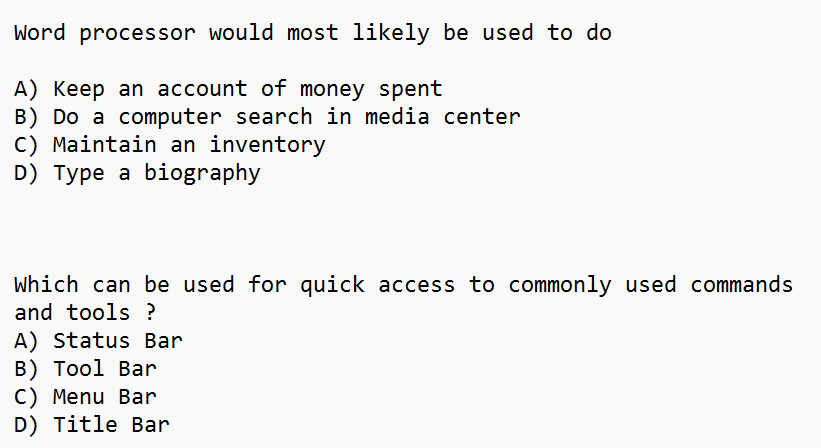 Word processor would most likely be used to do
A) Keep an account of money spent
B) Do a computer search in media center
C) Maintain an inventory
D) Type a biography
Which can be used for quick access to commonly used commands
and tools ?
A) Status Bar
B) Tool Bar
C) Menu Bar
D) Title Bar